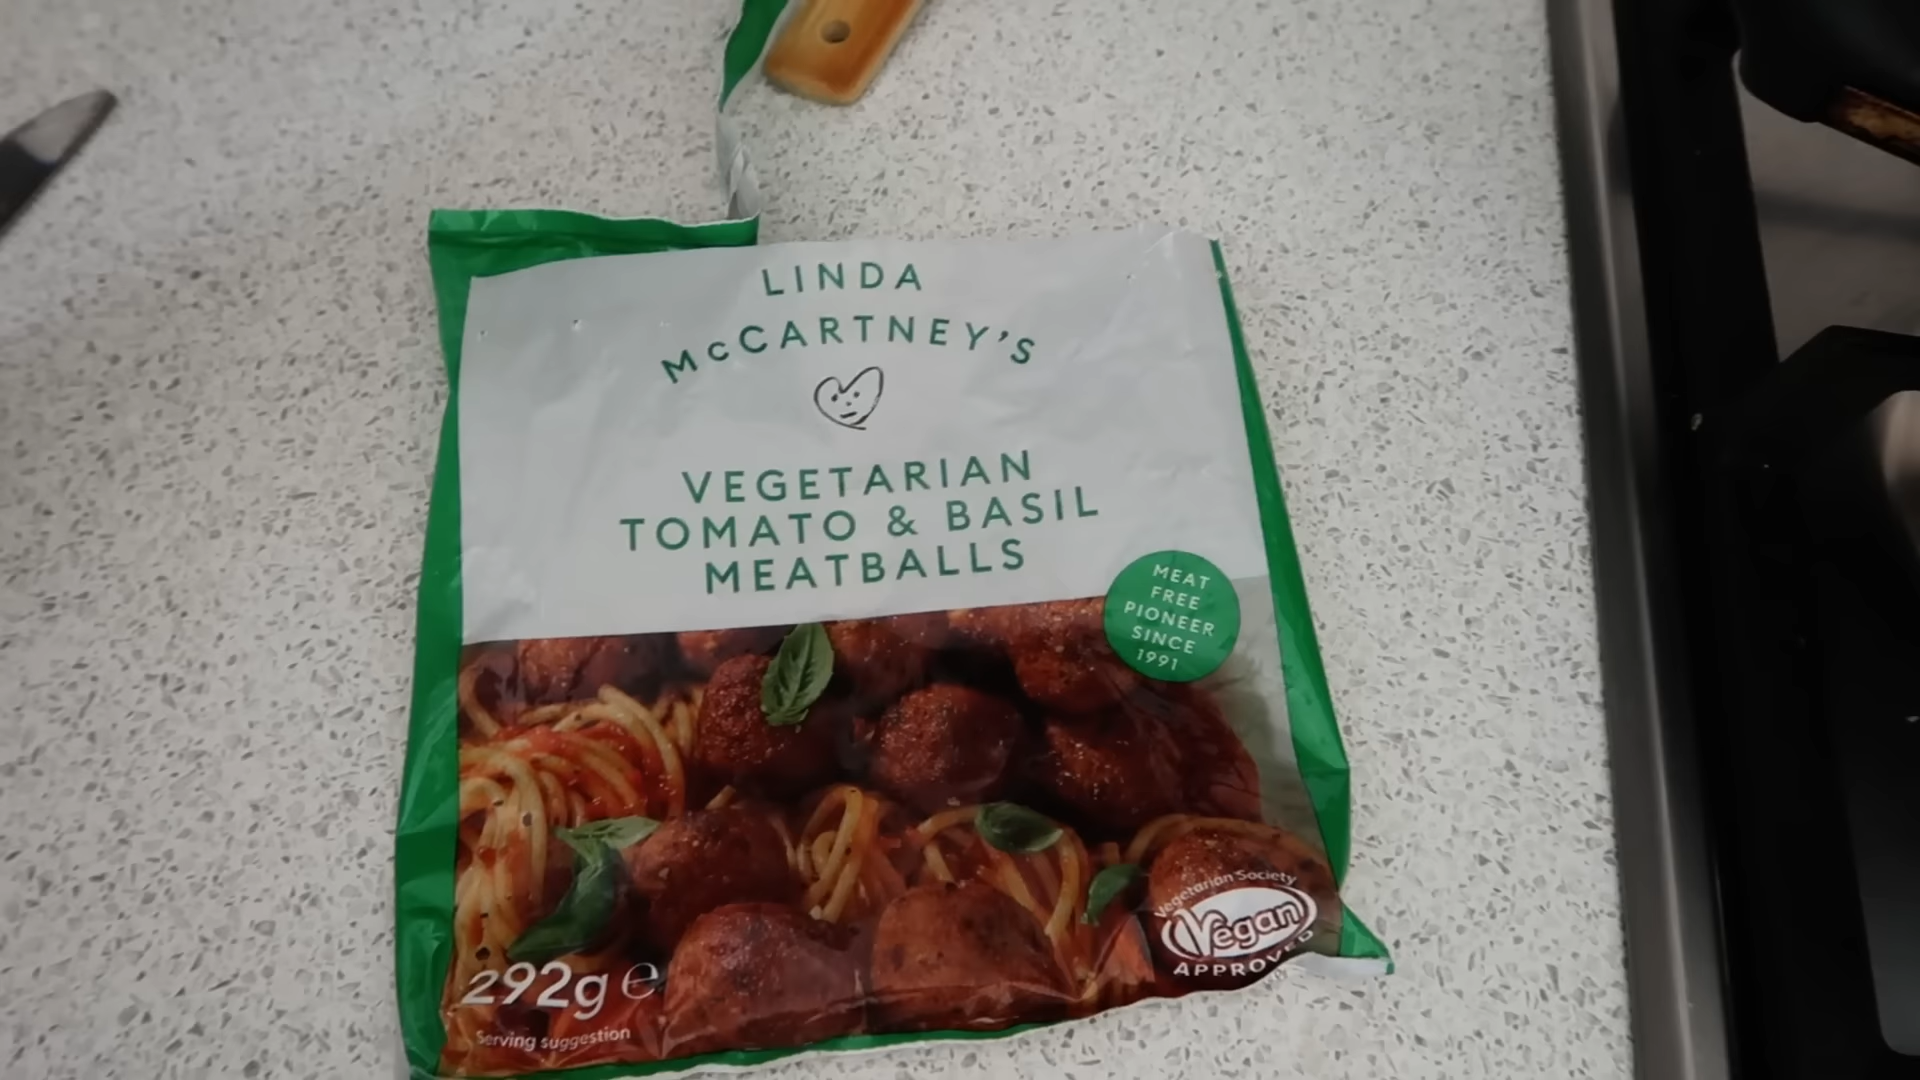 LINDA
McCARTNEY'S
VEGETARIAN
TOMATO & BASIL
MEATBALLS
MEAT
FREE
PIONEER
SINCE
1991
Vegetarian Society
Vegan
APPROVED
292g e
Serving suggestion